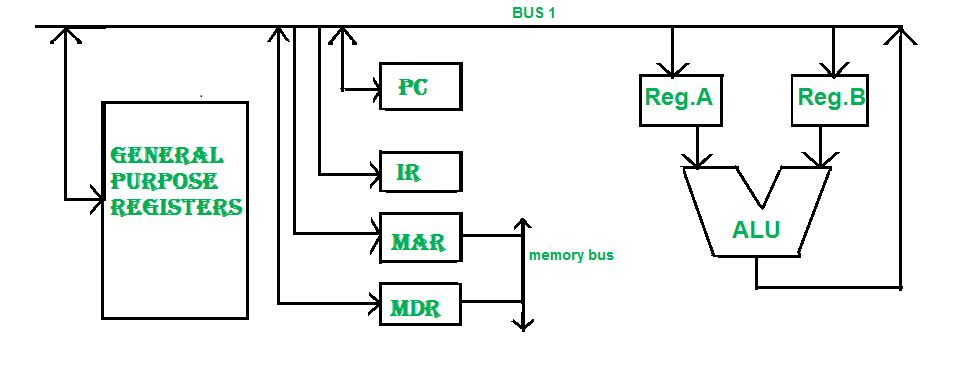 BUS 1
PC
Reg.A
Reg.B
GENERAL
PURPOSE
REGISTERS
IR
MAR
ALU
memory bus
MDR